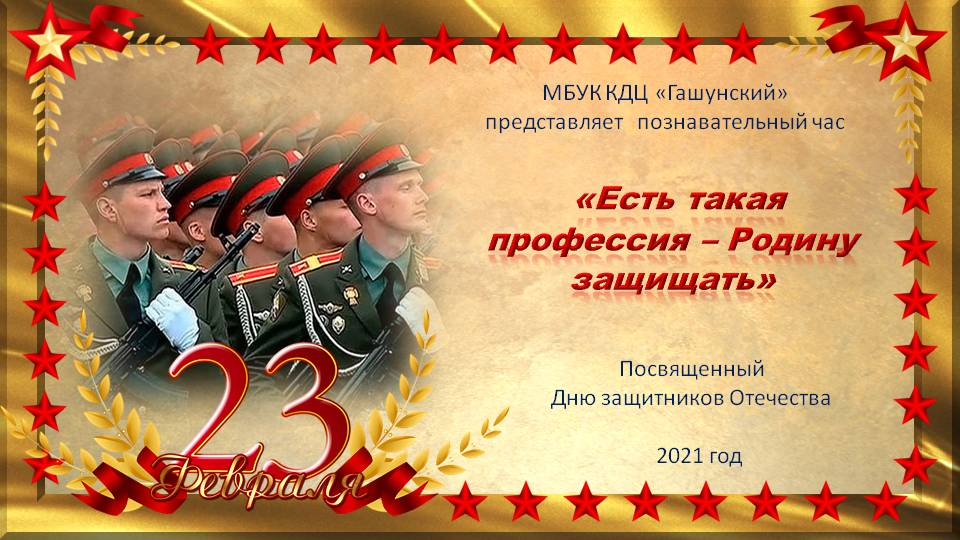 МБУК КДЦ «Гашунский»
представляет познавательный час
«Есть такая
профессия – Родину
защищать»
Посвященный
Дню защитников Отечества
2021 год
23
Февраля